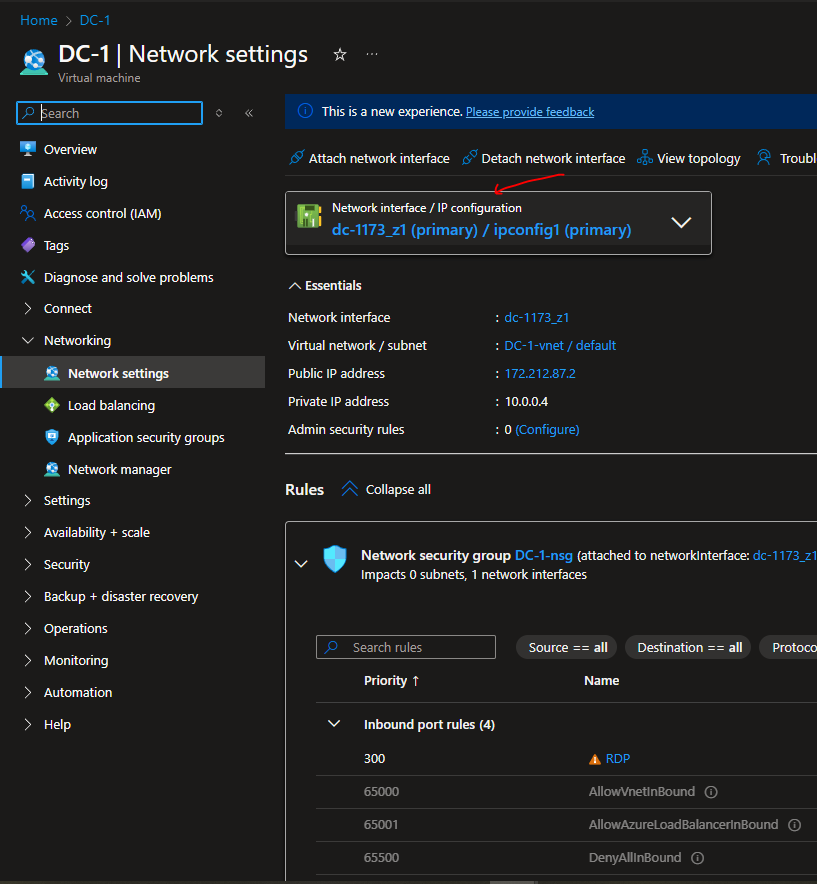 Home > DC-1
DC-1 | Network settings
Virtual machine
Search
Overview
Activity log
Access control (IAM)
Tags
Diagnose and solve problems
Connect
Networking
Network settings
Load balancing
Application security groups
Network manager
Settings
Availability + scale
Security
Backup + disaster recovery
Operations
Monitoring
Automation
Help
This is a new experience. Please provide feedback
Attach network interface Detach network interface View topology Troubl
Network interface / IP configuration
dc-1173_z1 (primary) / ipconfig1 (primary)
Essentials
Network interface : dc-1173_z1
Virtual network / subnet : DC-1-vnet / default
Public IP address : 172.212.87.2
Private IP address : 10.0.0.4
Admin security rules : 0 (Configure)
Rules Collapse all
Network security group DC-1-nsg (attached to networkInterface: dc-1173_z1
Impacts 0 subnets, 1 network interfaces
Search rules Source == all Destination == all Protoco
Priority ↑ Name
Inbound port rules (4)
300 RDP
65000 AllowVnetInBound
65001 AllowAzureLoadBalancerInBound
65500 DenyAllInBound